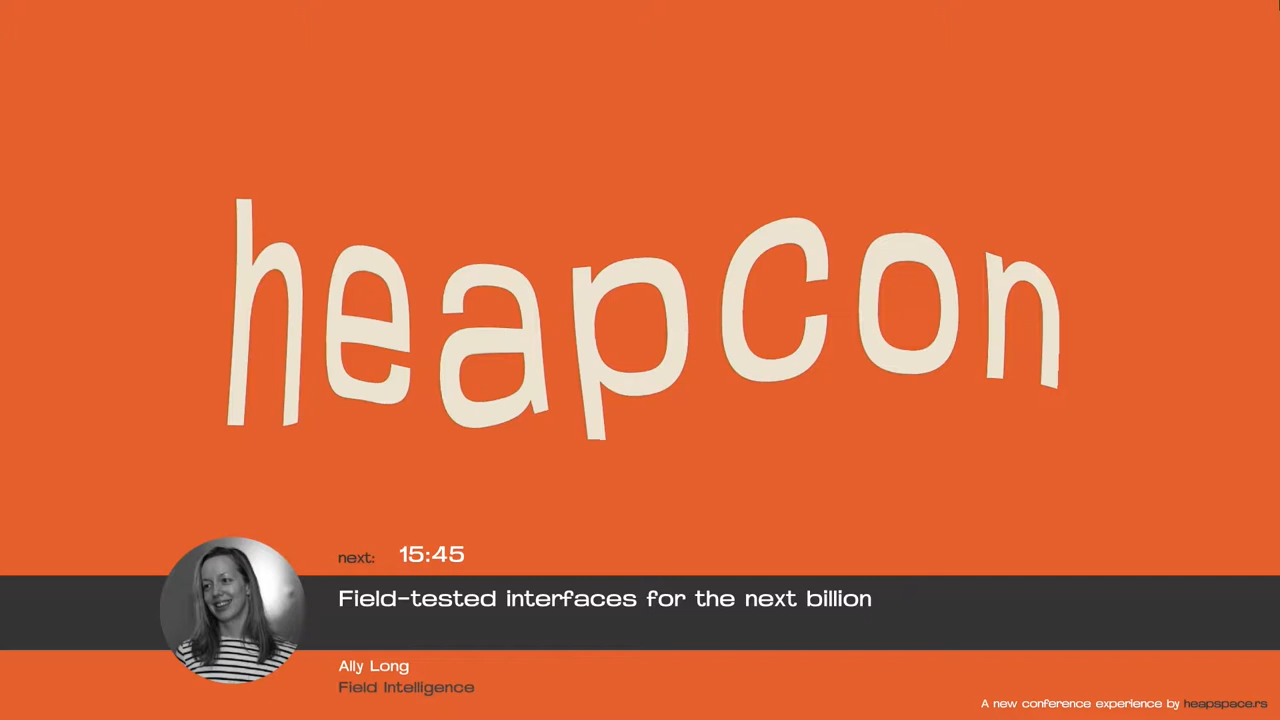 heapcon
next: 15:45
Field-tested interfaces for the next billion
Ally Long
Field Intelligence
A new conference experience by heapspace.rs